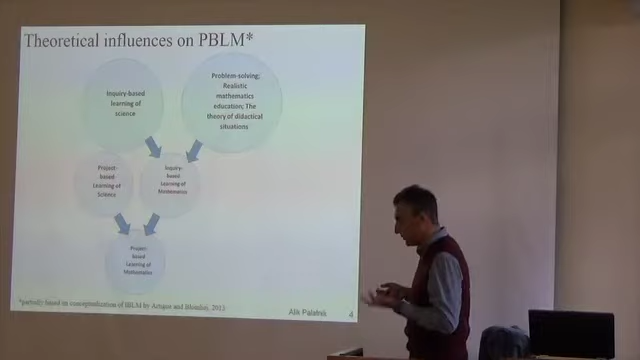 Theoretical influences on PBLM*
Inquiry-based
learning of
science
Problem-solving;
Realistic
mathematics
education; The
theory of didactical
situations
Project-
based-
Learning of
Science
Inquiry-
based
Learning of
Mathematics
Project-
based
Learning of
Mathematics
*partially based on conceptualization of IBLM by Artigue and Blomhøj, 2013
Alik Palatnik
4